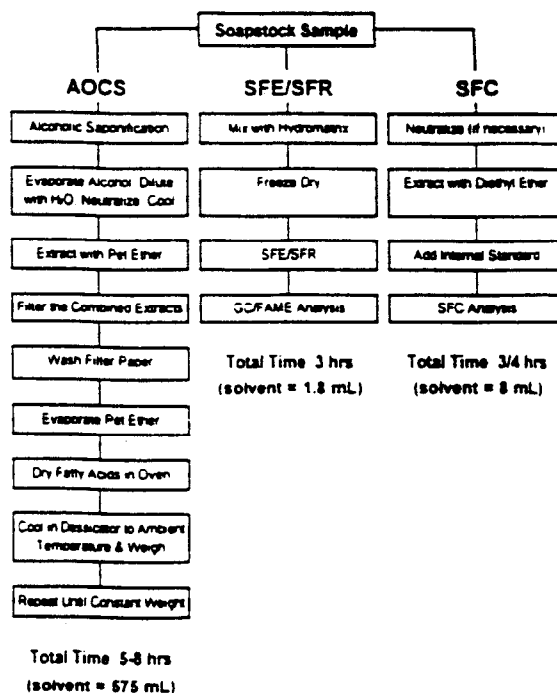 Soapstock Sample
AOCS
Alcoholic Saponification
Evaporate Alcohol, Dilute
with H2O, Neutralize, Cool
Extract with Pet Ether
Filter the Combined Extracts
Wash Filter Paper
Evaporate Pet Ether
Dry Fatty Acids in Oven
Cool in Dessicator to Ambient
Temperature & Weigh
Repeat Until Constant Weight
Total Time 5-8 hrs
(solvent = 575 mL)
SFE/SFR
Mix with Hydromatrix
Freeze Dry
SFE/SFR
GC/FAME Analysis
Total Time 3 hrs
(solvent = 1.8 mL)
SFC
Neutralize (if necessary)
Extract with Diethyl Ether
Add Internal Standard
SFC Analysis
Total Time 3/4 hrs
(solvent = 8 mL)